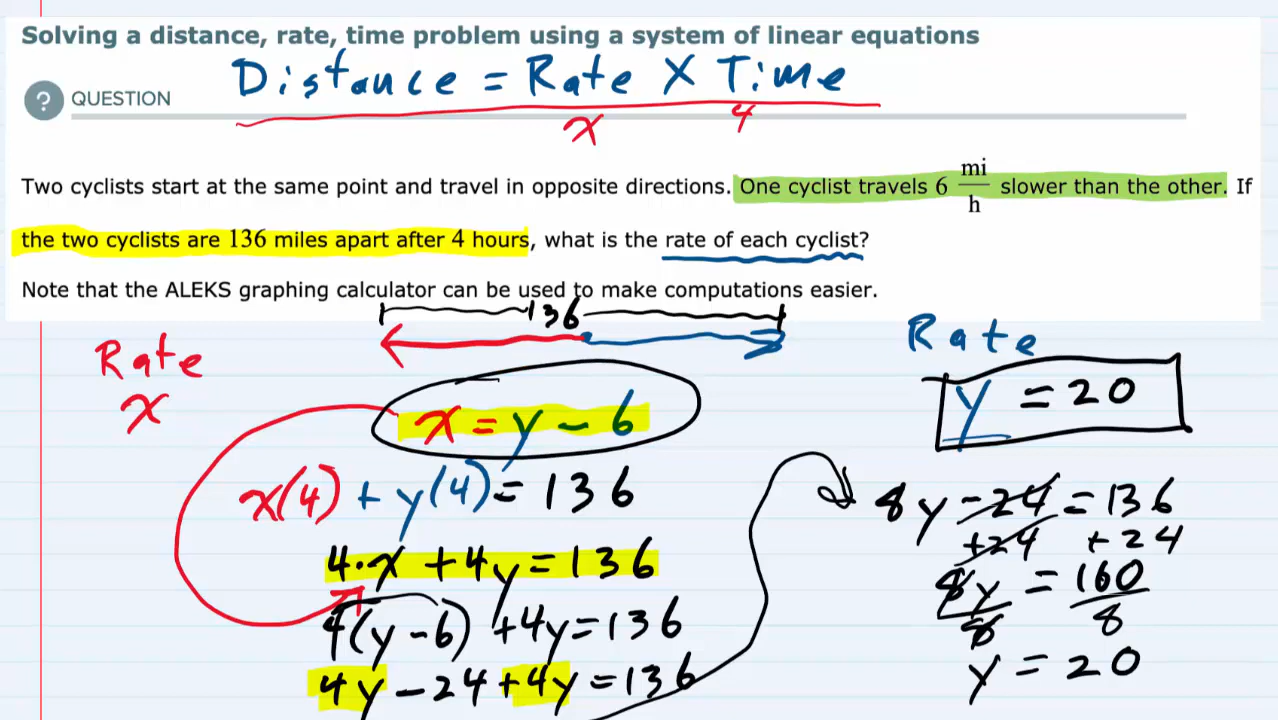 Solving a distance, rate, time problem using a system of linear equations
Distance = Rate X Time
? QUESTION
x 4
Two cyclists start at the same point and travel in opposite directions. One cyclist travels 6 mi/h slower than the other. If
the two cyclists are 136 miles apart after 4 hours, what is the rate of each cyclist?
Note that the ALEKS graphing calculator can be used to make computations easier.
136
Rate
x
x = y - 6
x(4) + y(4) = 136
4·x + 4y = 136
4(y - 6) + 4y = 136
4y - 24 + 4y = 136
Rate
y = 20
8y - 24 = 136
+24 +24
8y/8 = 160/8
y = 20